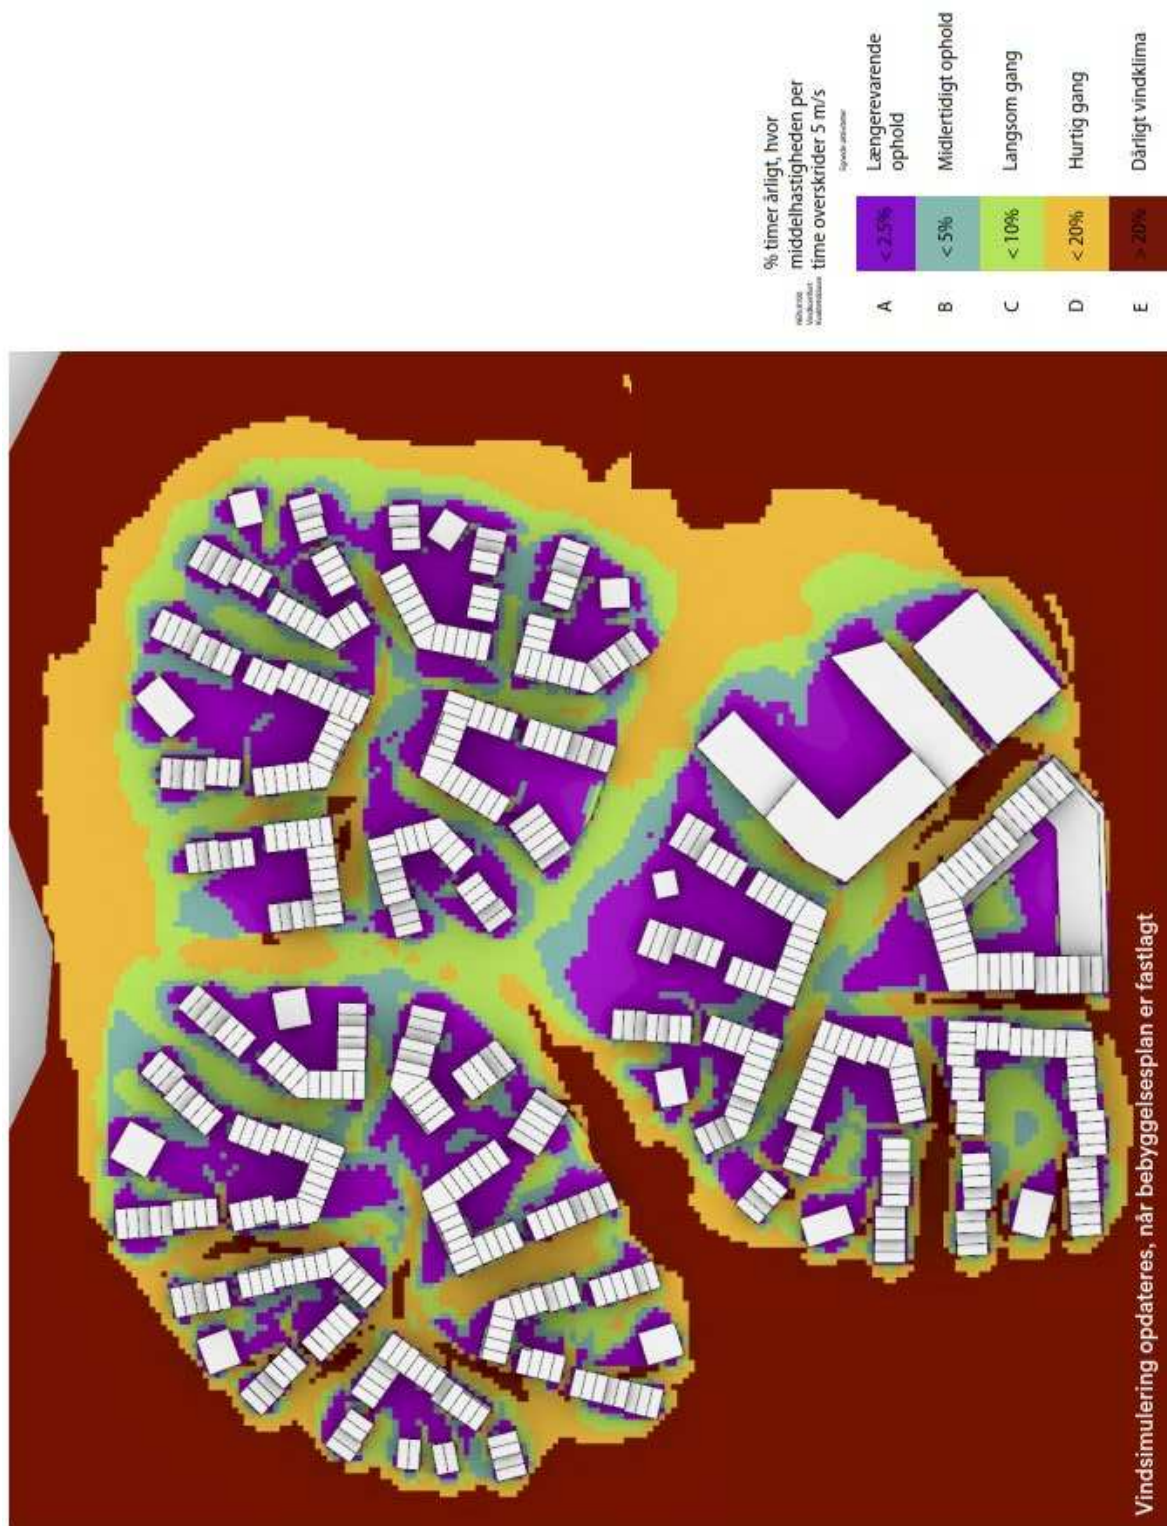 % timer årligt, hvor
middelhastigheden per
time overskrider 5 m/s
A < 2.5% Længerevarende
ophold
B < 5% Midlertidigt ophold
C < 10% Langsom gang
D < 20% Hurtig gang
E > 20% Dårligt vindklima
Vindsimulering opdateres, når bebyggelsesplan er fastlagt